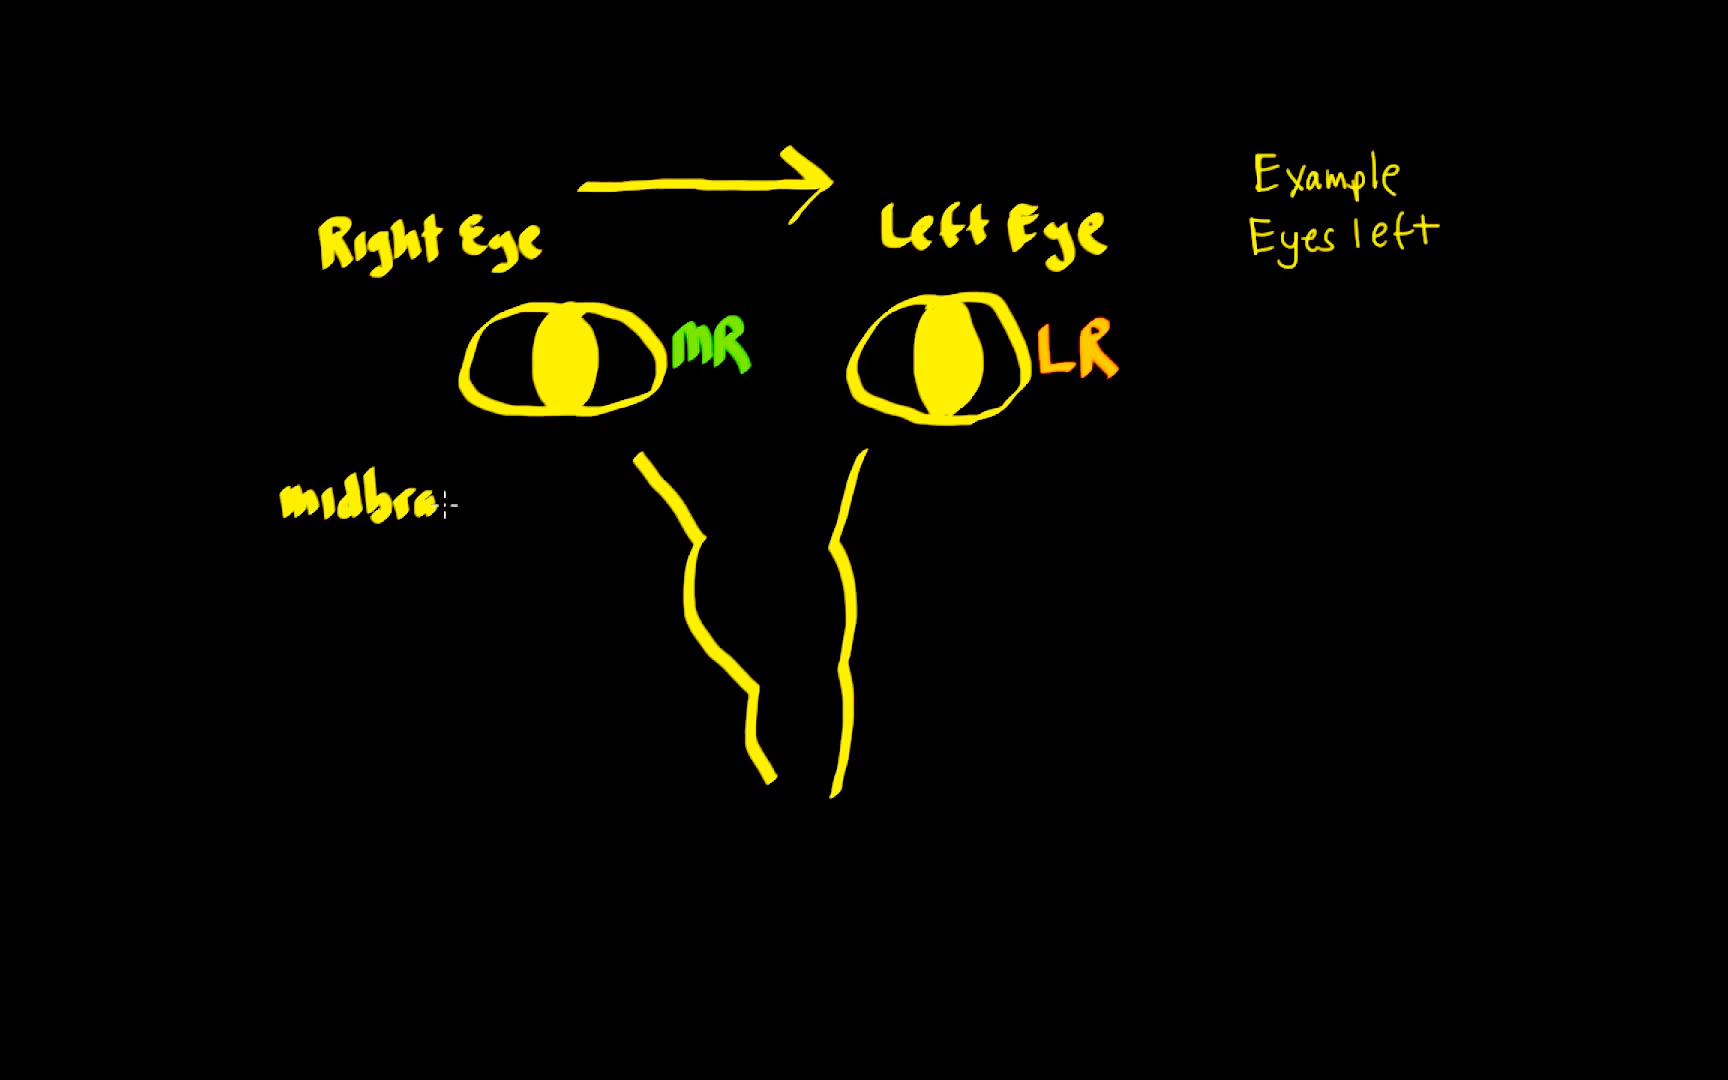 Right Eye
Left Eye
Example
Eyes left
MR
LR
midbra